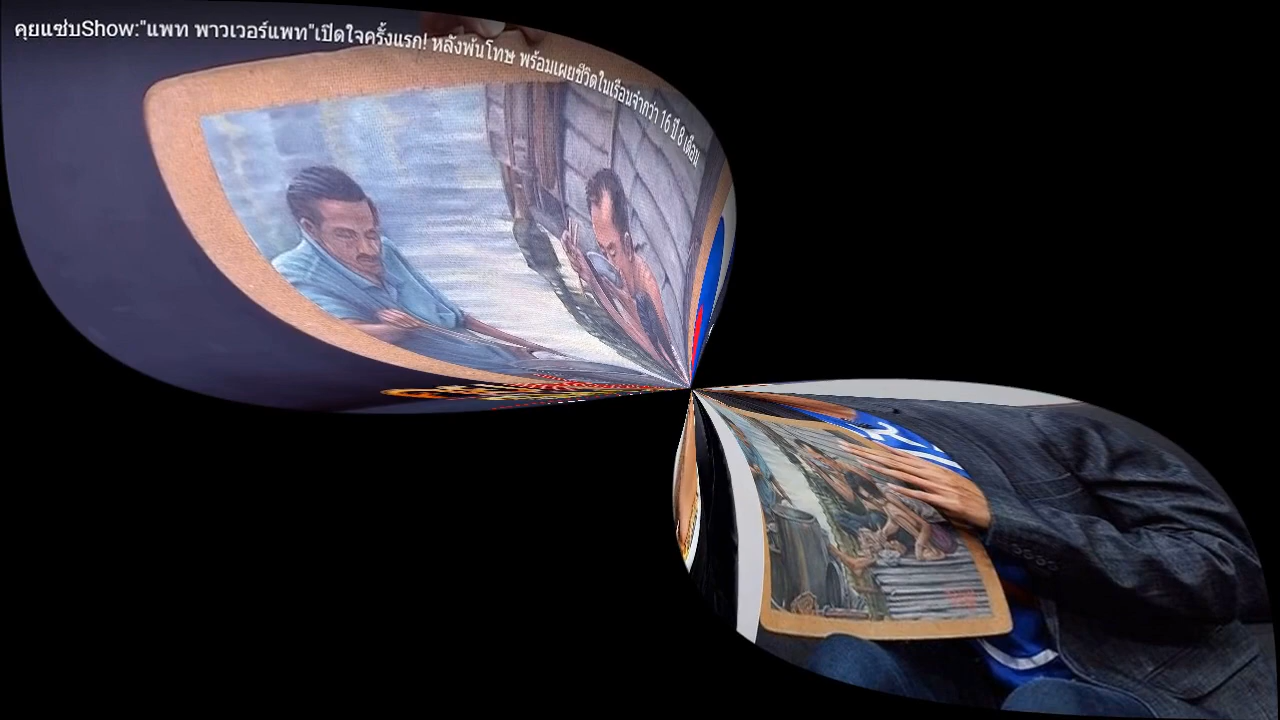 คุยแซ่บShow:"แพท พาวเวอร์แพท"เปิดใจครั้งแรก! หลังพ้นโทษ พร้อมเผยชีวิตในเรือนจำกว่า 16 ปี 8 เดือน